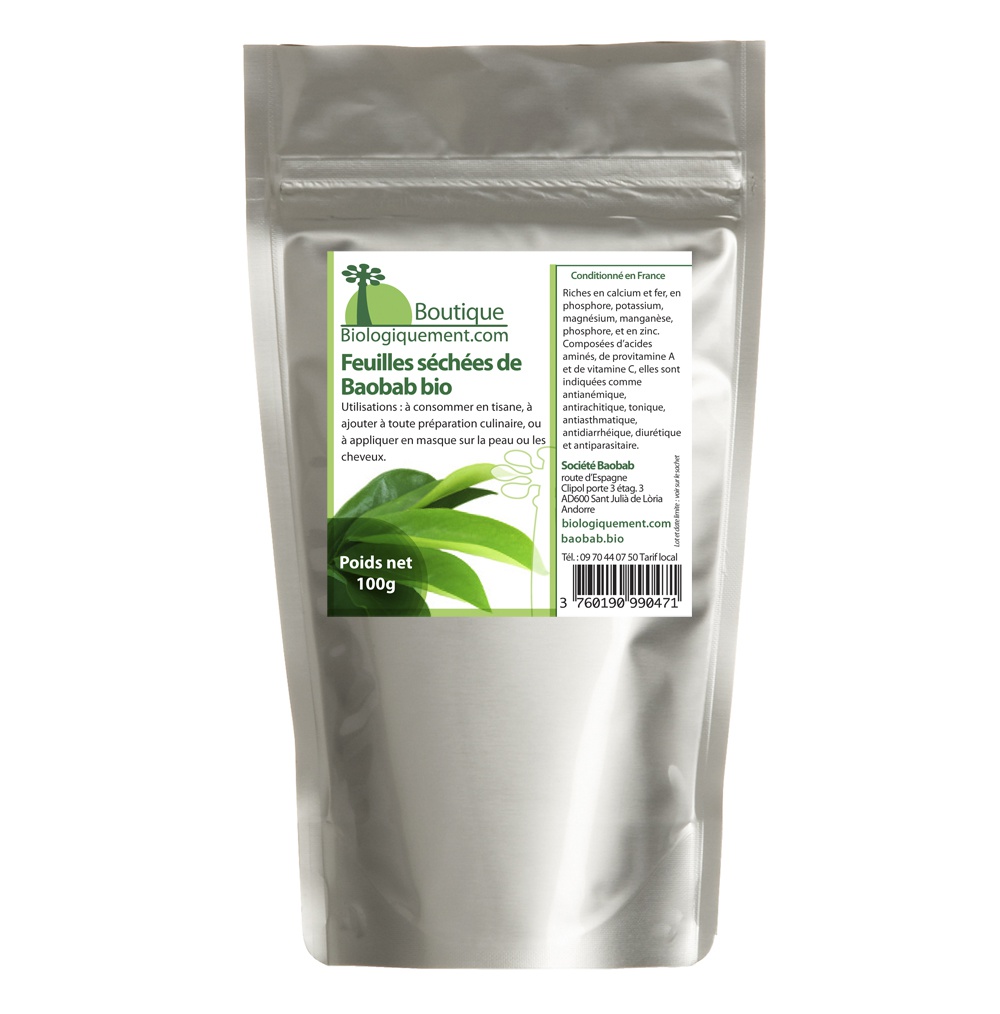 Boutique
Biologiquement.com
Feuilles séchées de
Baobab bio
Utilisations : à consommer en tisane, à
ajouter à toute préparation culinaire, ou
à appliquer en masque sur la peau ou les
cheveux.
Poids net
100g
Conditionné en France
Riches en calcium et fer, en
phosphore, potassium,
magnésium, manganèse,
phosphore, et en zinc.
Composées d'acides
aminés, de provitamine A
et de vitamine C, elles sont
indiquées comme
antianémique,
antirachitique, tonique,
antiasthmatique,
antidiarrhéique, diurétique
et antiparasitaire.
Société Baobab
route d'Espagne
Clipol porte 3 étag. 3
AD600 Sant Julià de Lòria
Andorre
biologiquement.com
baobab.bio
Lot et date limite : voir sur le sachet
Tél. : 09 70 44 07 50 Tarif local
3 760190 990471